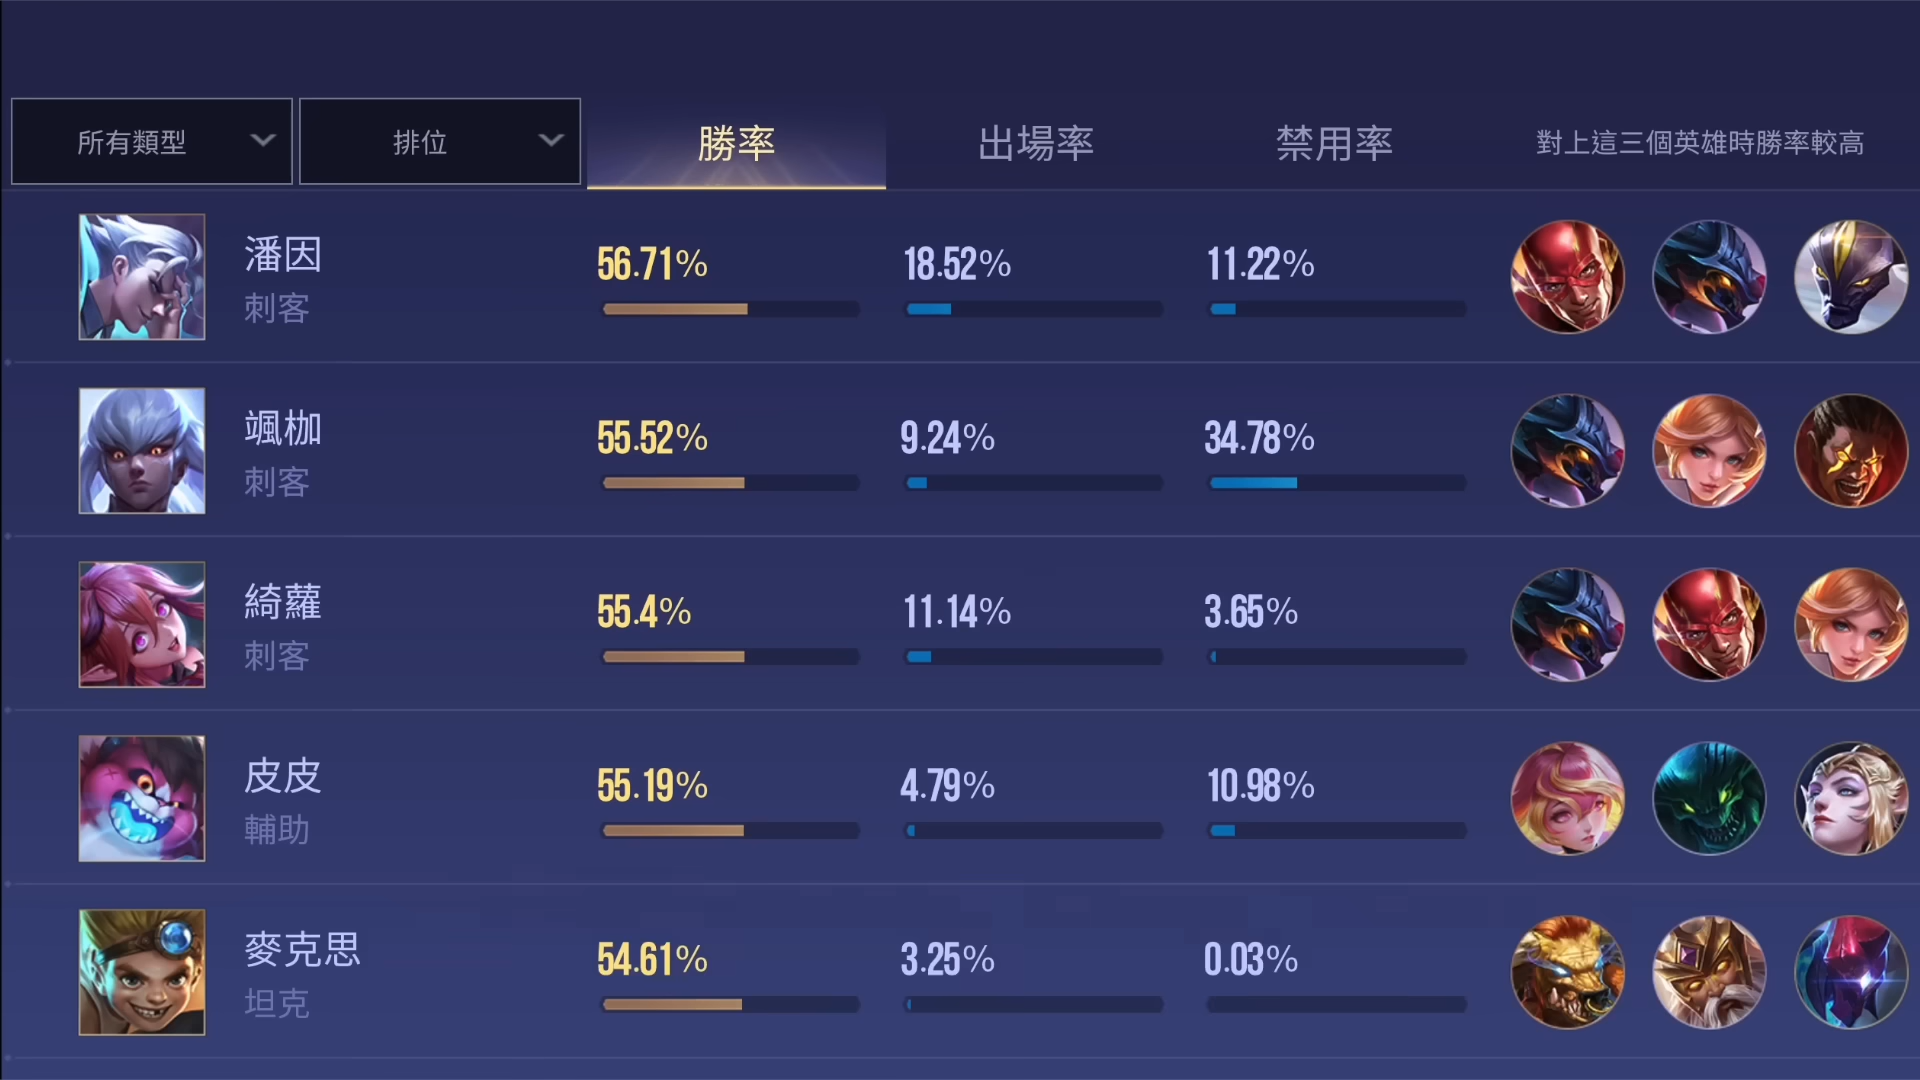 所有類型 排位 勝率 出場率 禁用率 對上這三個英雄時勝率較高
潘因 56.71% 18.52% 11.22%
刺客
颯枷 55.52% 9.24% 34.78%
刺客
綺蘿 55.4% 11.14% 3.65%
刺客
皮皮 55.19% 4.79% 10.98%
輔助
麥克思 54.61% 3.25% 0.03%
坦克